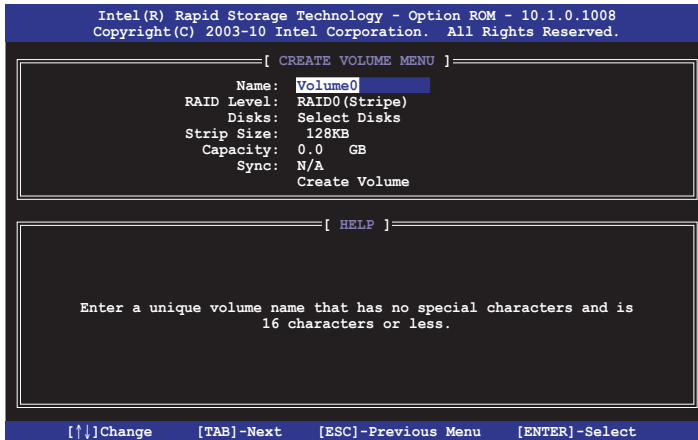 Intel(R) Rapid Storage Technology - Option ROM - 10.1.0.1008
Copyright(C) 2003-10 Intel Corporation.  All Rights Reserved.
[ CREATE VOLUME MENU ]
Name: Volume0
RAID Level: RAID0(Stripe)
Disks: Select Disks
Strip Size: 128KB
Capacity: 0.0 GB
Sync: N/A
Create Volume
[ HELP ]
Enter a unique volume name that has no special characters and is
16 characters or less.
[↑↓]Change [TAB]-Next [ESC]-Previous Menu [ENTER]-Select